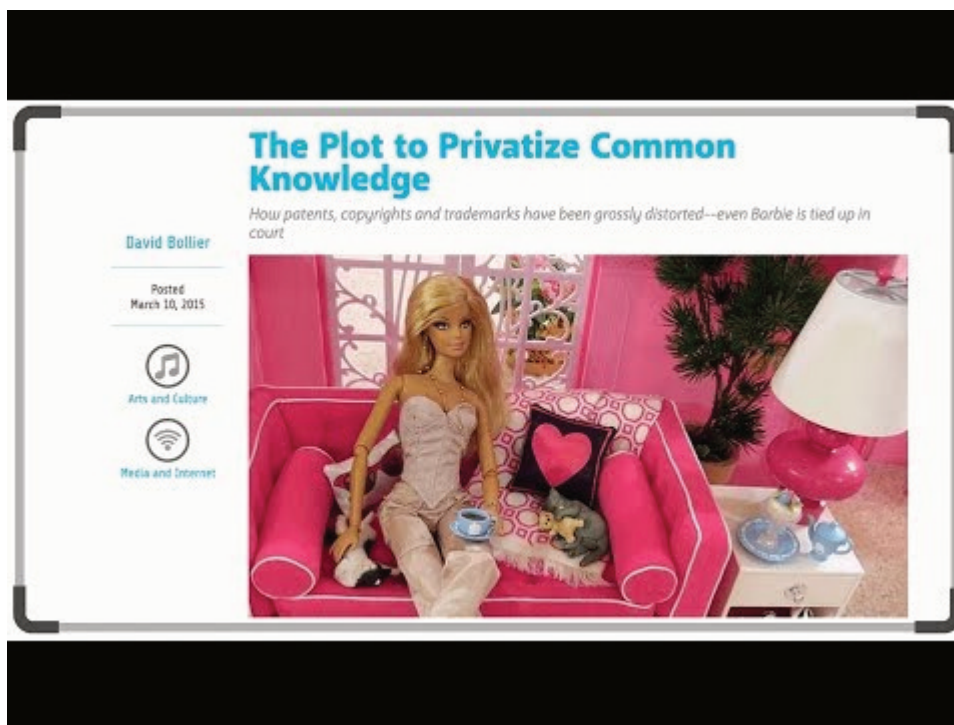 The Plot to Privatize Common
Knowledge
How patents, copyrights and trademarks have been grossly distorted--even Barbie is tied up in
court
David Bollier
Posted
March 10, 2015
Arts and Culture
Media and Internet